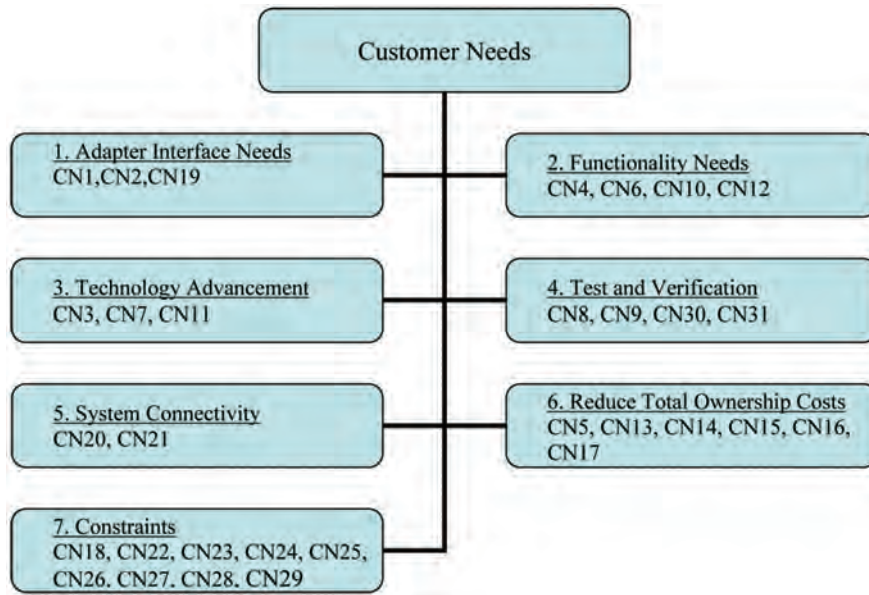 Customer Needs
1. Adapter Interface Needs
CN1,CN2,CN19
2. Functionality Needs
CN4, CN6, CN10, CN12
3. Technology Advancement
CN3, CN7, CN11
4. Test and Verification
CN8, CN9, CN30, CN31
5. System Connectivity
CN20, CN21
6. Reduce Total Ownership Costs
CN5, CN13, CN14, CN15, CN16,
CN17
7. Constraints
CN18, CN22, CN23, CN24, CN25,
CN26, CN27, CN28, CN29